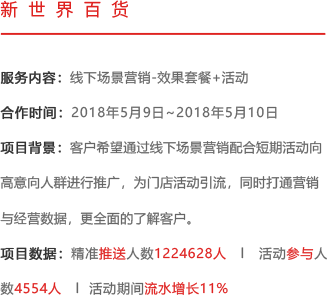 新世界百货
服务内容：线下场景营销-效果套餐+活动
合作时间：2018年5月9日~2018年5月10日
项目背景：客户希望通过线下场景营销配合短期活动向
高意向人群进行推广，为门店活动引流，同时打通营销
与经营数据，更全面的了解客户。
项目数据：精准推送人数1224628人 I 活动参与人
数4554人 I 活动期间流水增长11%